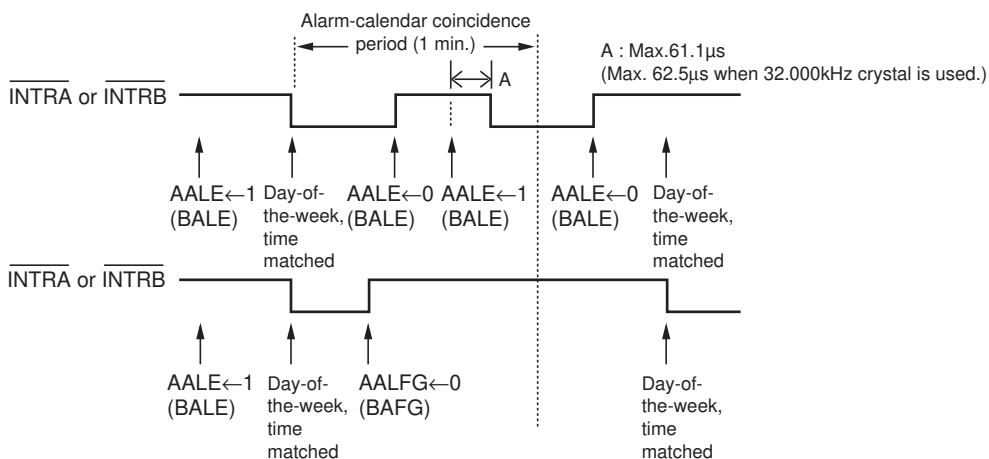 Alarm-calendar coincidence
period (1 min.)
A : Max.61.1μs
(Max. 62.5μs when 32.000kHz crystal is used.)
A
INTRA or INTRB
AALE←1 Day-of- AALE←0 AALE←1 AALE←0 Day-of-
(BALE) the-week, (BALE) (BALE) (BALE) the-week,
time time
matched matched
INTRA or INTRB
AALE←1 Day-of- AALFG←0 Day-of-
(BALE) the-week, (BAFG) the-week,
time time
matched matched